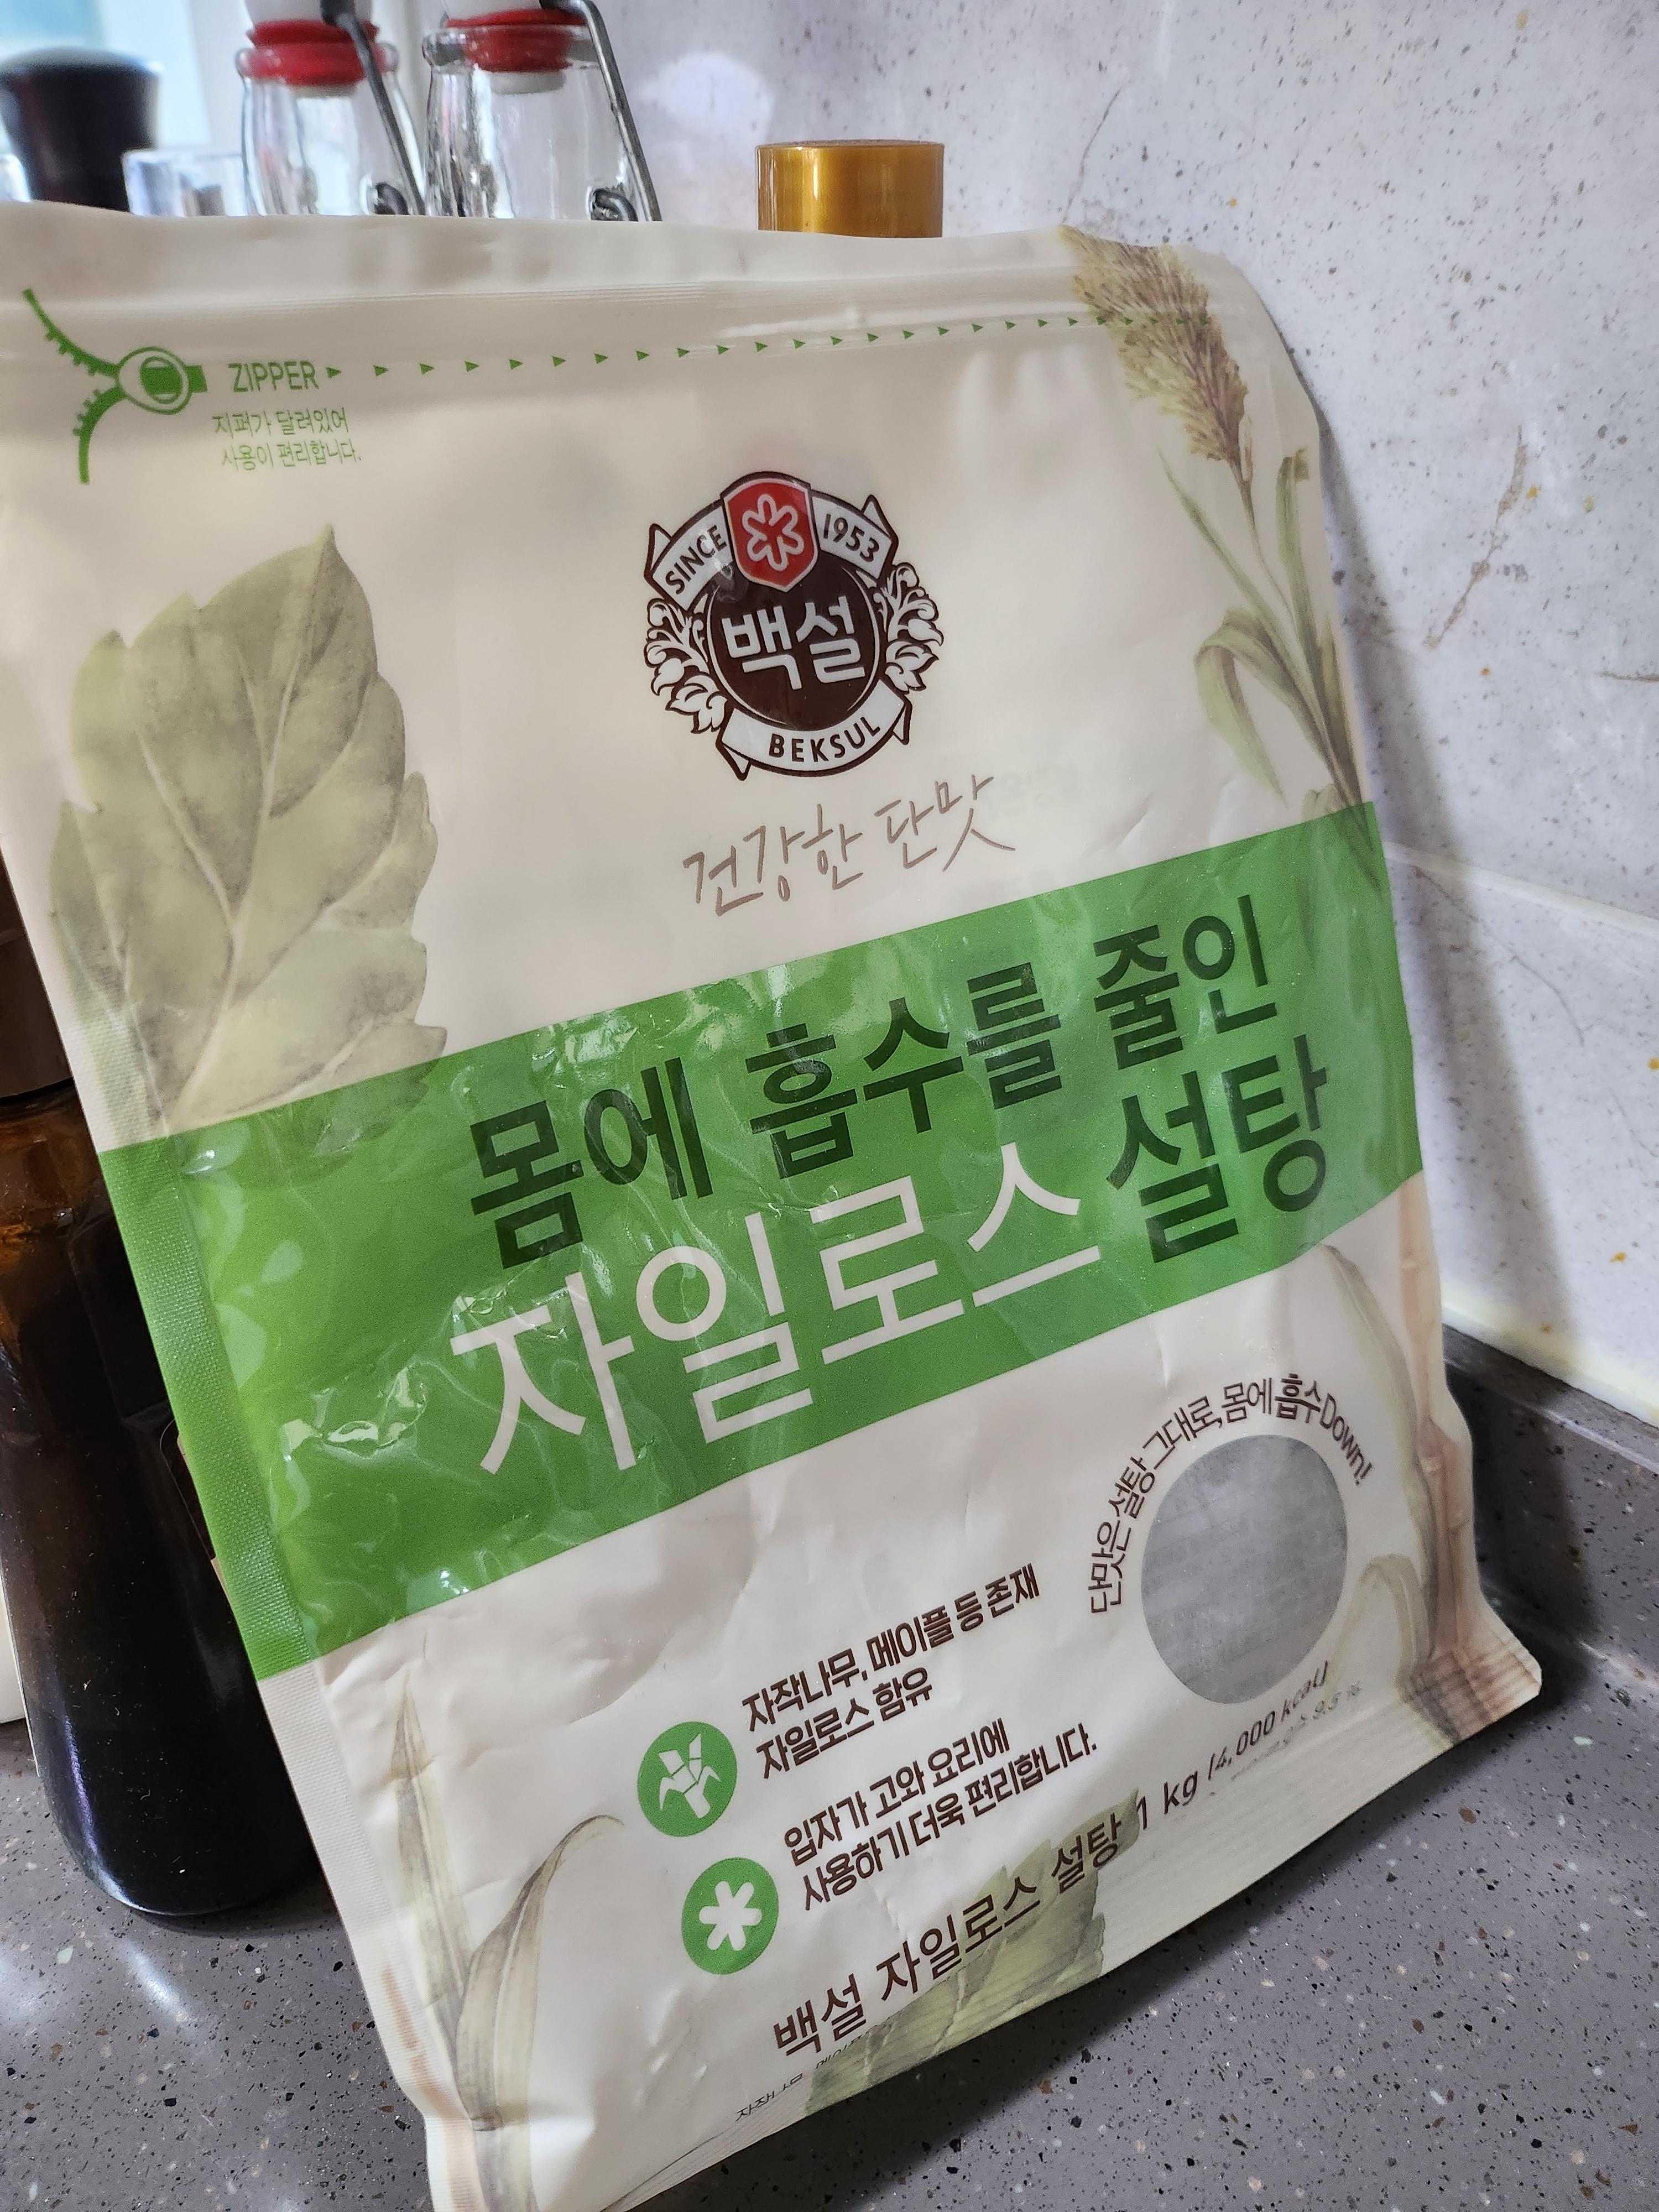 ZIPPER
지퍼가 달려있어
사용이 편리합니다.
SINCE 1953
백설
BEKSUL
건강한 단맛
몸에 흡수를 줄인
자일로스 설탕
단맛은 설탕 그대로, 몸에 흡수 Down!
자작나무, 메이플 등 존재
자일로스 함유
입자가 고와 요리에
사용하기 더욱 편리합니다.
백설 자일로스 설탕 1 kg (4,000 kcal)